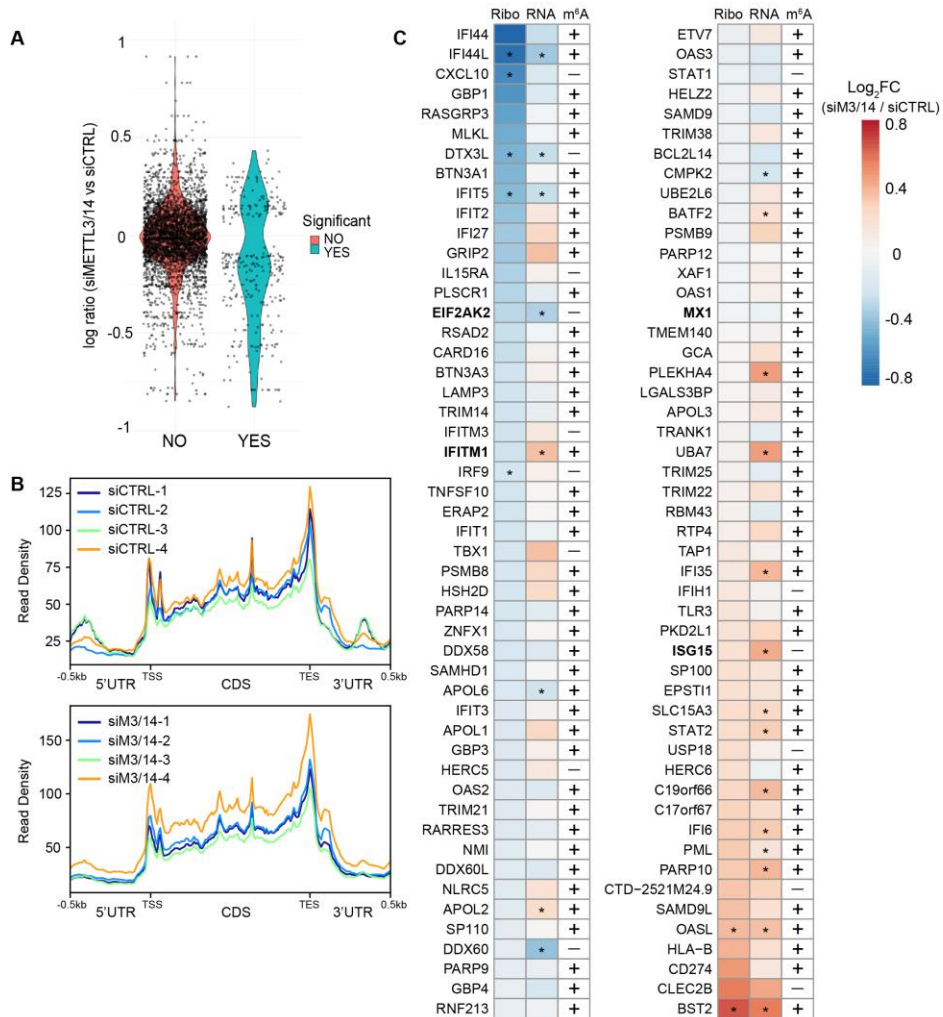 A
log ratio (siMETTL3/14 vs siCTRL)
1
0.5
0
-0.5
-1
NO
YES
Significant
NO
YES
B
Read Density
125
100
75
50
25
siCTRL-1
siCTRL-2
siCTRL-3
siCTRL-4
-0.5kb
5'UTR
TSS
CDS
TES
3'UTR
0.5kb
Read Density
150
100
50
siM3/14-1
siM3/14-2
siM3/14-3
siM3/14-4
-0.5kb
5'UTR
TSS
CDS
TES
3'UTR
0.5kb
C
Ribo RNA m⁶A
IFI44 +
IFI44L * * +
CXCL10 * −
GBP1 +
RASGRP3 +
MLKL +
DTX3L * * −
BTN3A1 +
IFIT5 * * +
IFIT2 +
IFI27 +
GRIP2 +
IL15RA −
PLSCR1 +
EIF2AK2 * −
RSAD2 +
CARD16 +
BTN3A3 +
LAMP3 +
TRIM14 +
IFITM3 −
IFITM1 * +
IRF9 * −
TNFSF10 +
ERAP2 +
IFIT1 +
TBX1 −
PSMB8 +
HSH2D +
PARP14 +
ZNFX1 +
DDX58 +
SAMHD1 +
APOL6 * +
IFIT3 +
APOL1 +
GBP3 +
HERC5 −
OAS2 +
TRIM21 +
RARRES3 +
NMI +
DDX60L +
NLRC5 +
APOL2 * +
SP110 +
DDX60 * −
PARP9 +
GBP4 +
RNF213 +
Ribo RNA m⁶A
ETV7 +
OAS3 +
STAT1 −
HELZ2 +
SAMD9 +
TRIM38 +
BCL2L14 +
CMPK2 * +
UBE2L6 +
BATF2 * +
PSMB9 +
PARP12 +
XAF1 +
OAS1 +
MX1 +
TMEM140 +
GCA +
PLEKHA4 * +
LGALS3BP +
APOL3 +
TRANK1 +
UBA7 * +
TRIM25 +
TRIM22 +
RBM43 +
RTP4 +
TAP1 +
IFI35 * +
IFIH1 −
TLR3 +
PKD2L1 +
ISG15 * −
SP100 +
EPSTI1 +
SLC15A3 * +
STAT2 * +
USP18 −
HERC6 +
C19orf66 * +
C17orf67 +
IFI6 * +
PML * +
PARP10 * +
CTD−2521M24.9 −
SAMD9L +
OASL * * +
HLA−B +
CD274 +
CLEC2B −
BST2 * * +
Log₂FC
(siM3/14 / siCTRL)
0.8
0.4
0
-0.4
-0.8